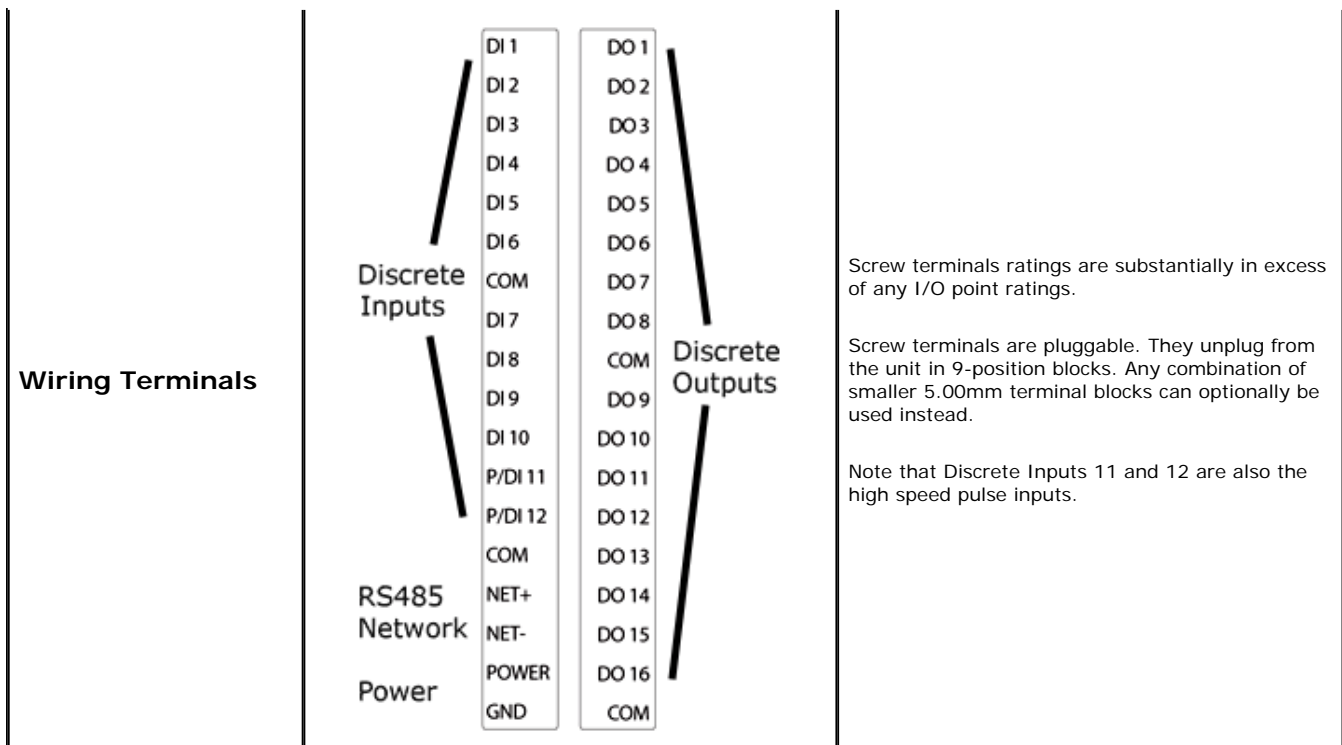 Wiring Terminals
Discrete
Inputs
RS485
Network
Power
DI 1
DI 2
DI 3
DI 4
DI 5
DI 6
COM
DI 7
DI 8
DI 9
DI 10
P/DI 11
P/DI 12
COM
NET+
NET-
POWER
GND
DO 1
DO 2
DO 3
DO 4
DO 5
DO 6
DO 7
DO 8
COM
DO 9
DO 10
DO 11
DO 12
DO 13
DO 14
DO 15
DO 16
COM
Discrete
Outputs
Screw terminals ratings are substantially in excess
of any I/O point ratings.
Screw terminals are pluggable. They unplug from
the unit in 9-position blocks. Any combination of
smaller 5.00mm terminal blocks can optionally be
used instead.
Note that Discrete Inputs 11 and 12 are also the
high speed pulse inputs.